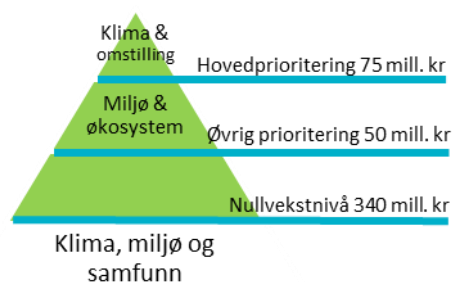 Klima &
omstilling
Hovedprioritering 75 mill. kr
Miljø &
økosystem
Øvrig prioritering 50 mill. kr
Nullvekstnivå 340 mill. kr
Klima, miljø og
samfunn